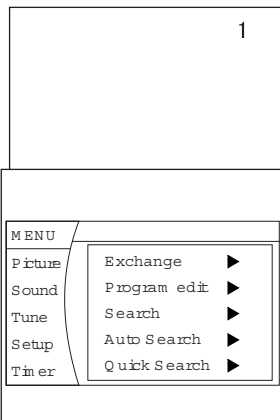 1
MENU
Picture
Sound
Tune
Setup
Timer
Exchange ▶
Program edit ▶
Search ▶
Auto Search ▶
Quick Search ▶